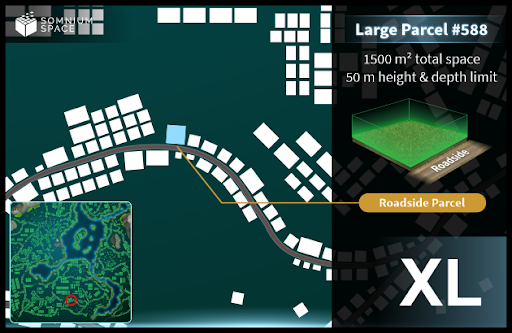 SOMNIUM
SPACE
Large Parcel #588
1500 m² total space
50 m height & depth limit
Roadside
Roadside Parcel
XL